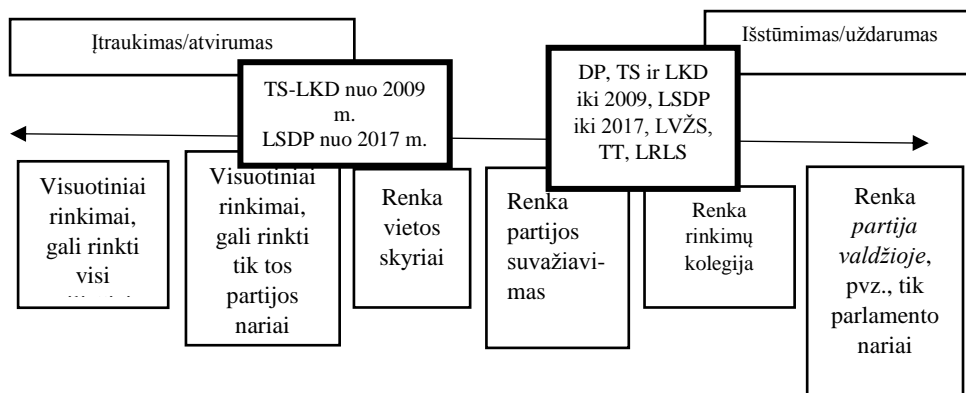 Įtraukimas/atvirumas
Išstūmimas/uždarumas
TS-LKD nuo 2009
m.
LSDP nuo 2017 m.
DP, TS ir LKD
iki 2009, LSDP
iki 2017, LVŽS,
TT, LRLS
Visuotiniai
rinkimai,
gali rinkti
visi
Visuotiniai
rinkimai,
gali rinkti
tik tos
partijos
nariai
Renka
vietos
skyriai
Renka
partijos
suvažiavi-
mas
Renka
rinkimų
kolegija
Renka
partija
valdžioje,
pvz., tik
parlamento
nariai